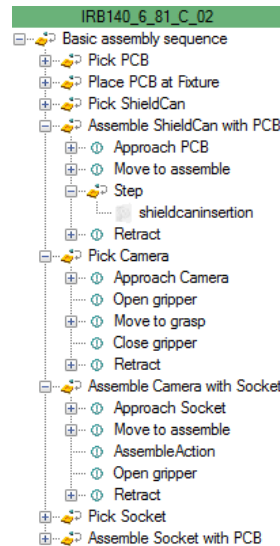 IRB140_6_81_C_02
Basic assembly sequence
Pick PCB
Place PCB at Fixture
Pick ShieldCan
Assemble ShieldCan with PCB
Approach PCB
Move to assemble
Step
shieldcaninsertion
Retract
Pick Camera
Approach Camera
Open gripper
Move to grasp
Close gripper
Retract
Assemble Camera with Socket
Approach Socket
Move to assemble
AssembleAction
Open gripper
Retract
Pick Socket
Assemble Socket with PCB